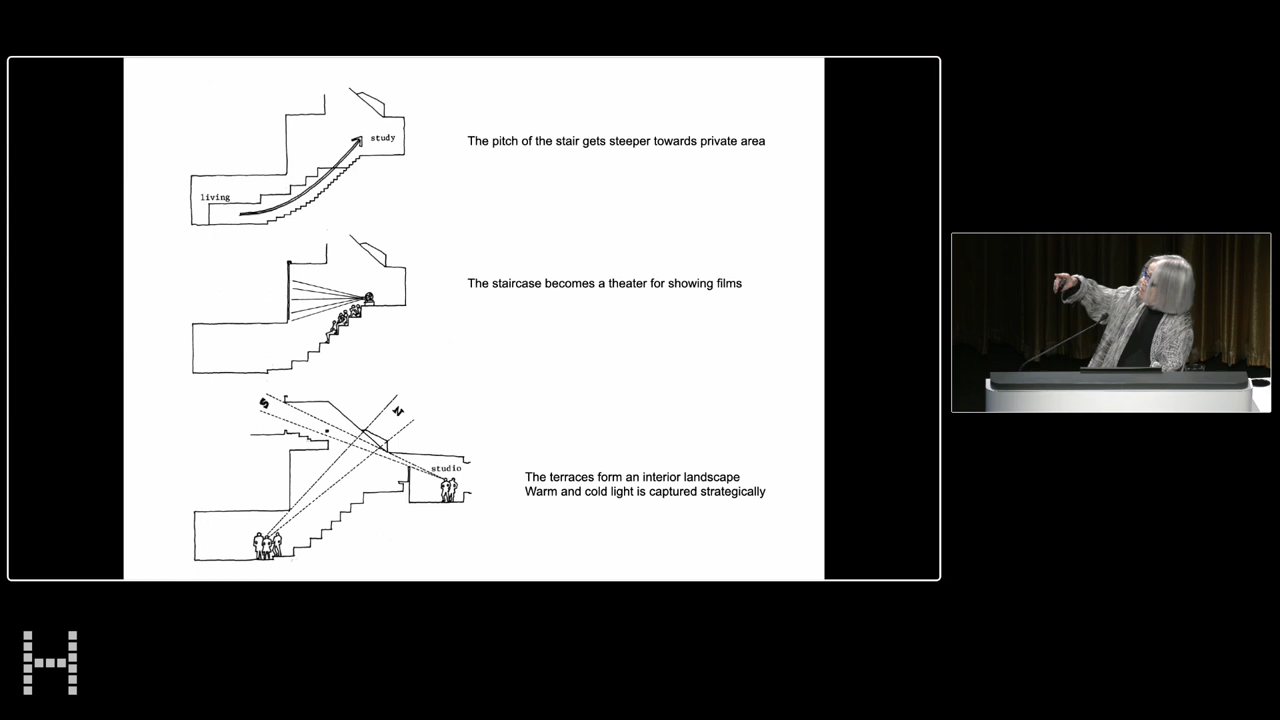 study
The pitch of the stair gets steeper towards private area
living
The staircase becomes a theater for showing films
S
N
studio
The terraces form an interior landscape
Warm and cold light is captured strategically
H